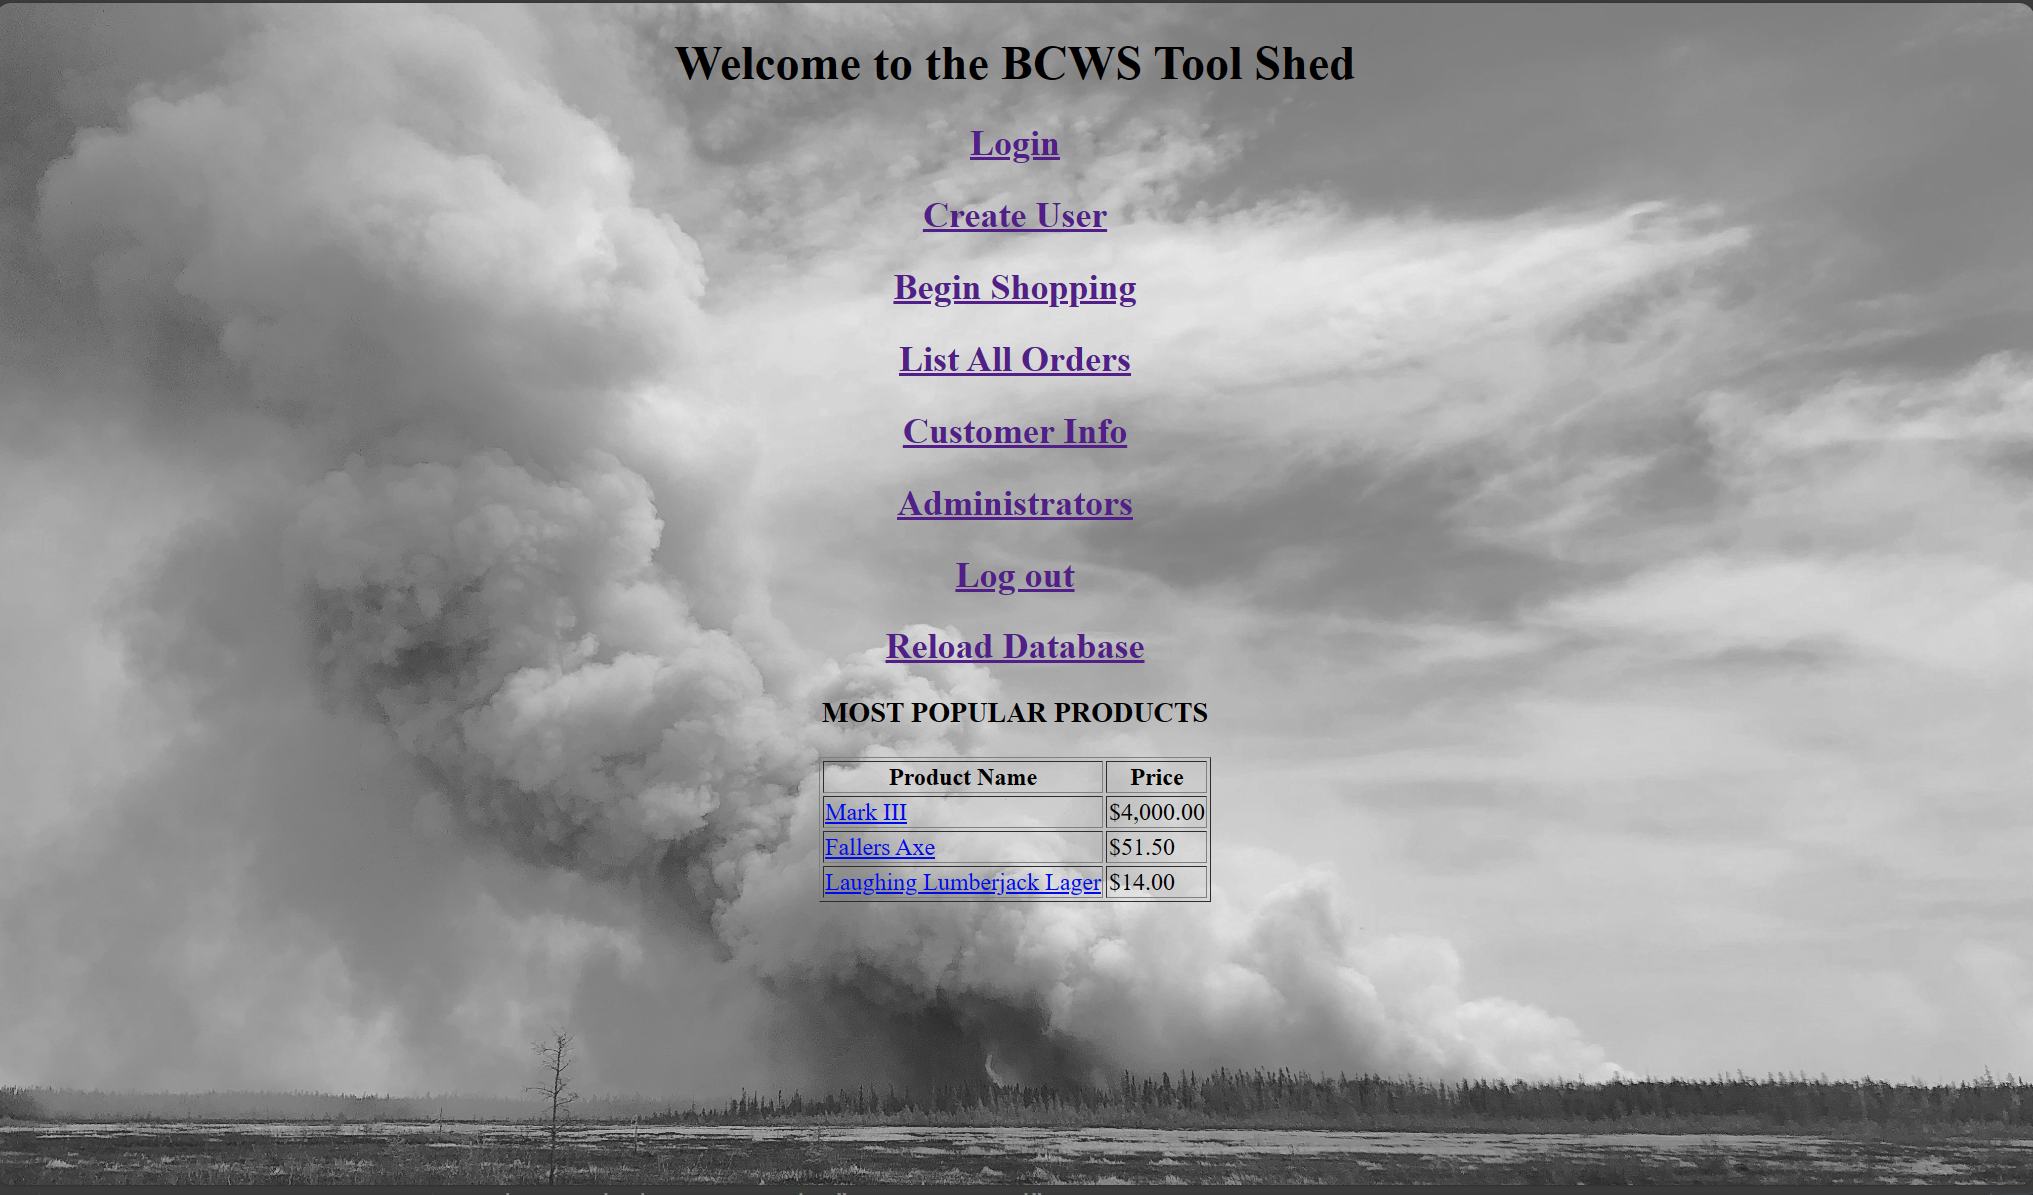 Welcome to the BCWS Tool Shed
Login
Create User
Begin Shopping
List All Orders
Customer Info
Administrators
Log out
Reload Database
MOST POPULAR PRODUCTS
Product Name Price
Mark III $4,000.00
Fallers Axe $51.50
Laughing Lumberjack Lager $14.00